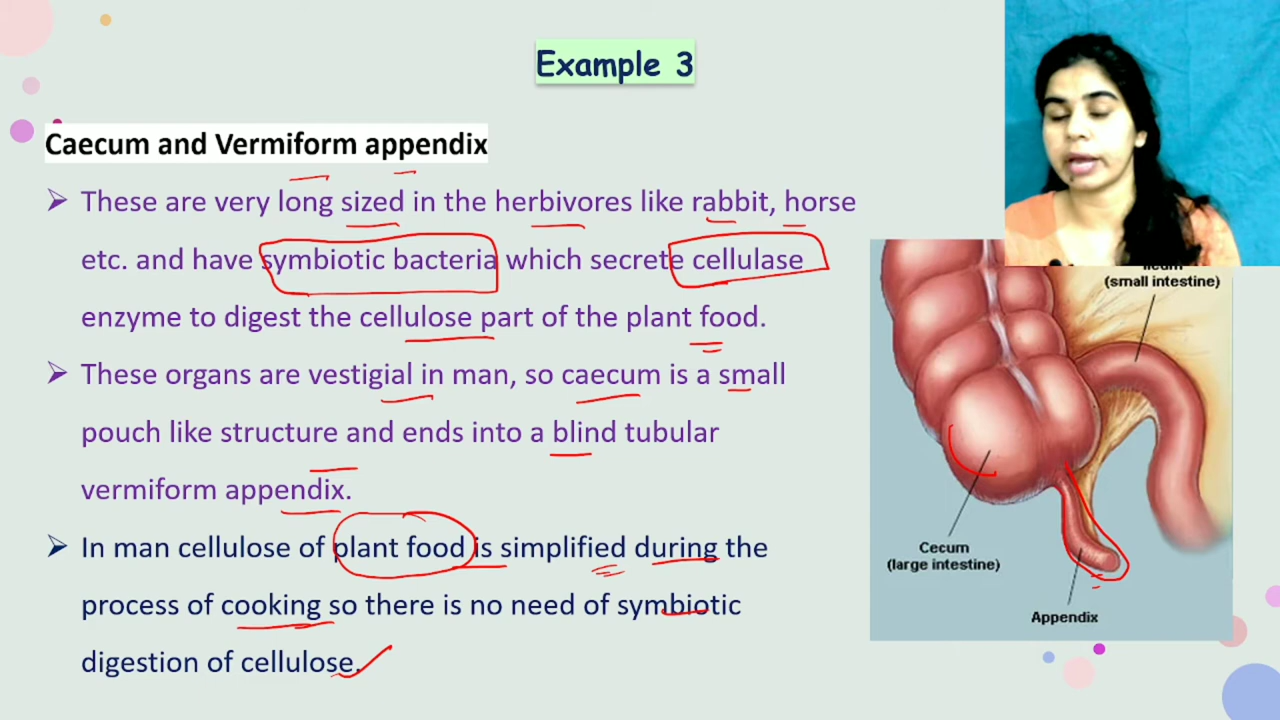 Example 3
Caecum and Vermiform appendix
➢ These are very long sized in the herbivores like rabbit, horse
etc. and have symbiotic bacteria which secrete cellulase
enzyme to digest the cellulose part of the plant food.
➢ These organs are vestigial in man, so caecum is a small
pouch like structure and ends into a blind tubular
vermiform appendix.
➢ In man cellulose of plant food is simplified during the
process of cooking so there is no need of symbiotic
digestion of cellulose.
Ileum
(small intestine)
Cecum
(large intestine)
Appendix